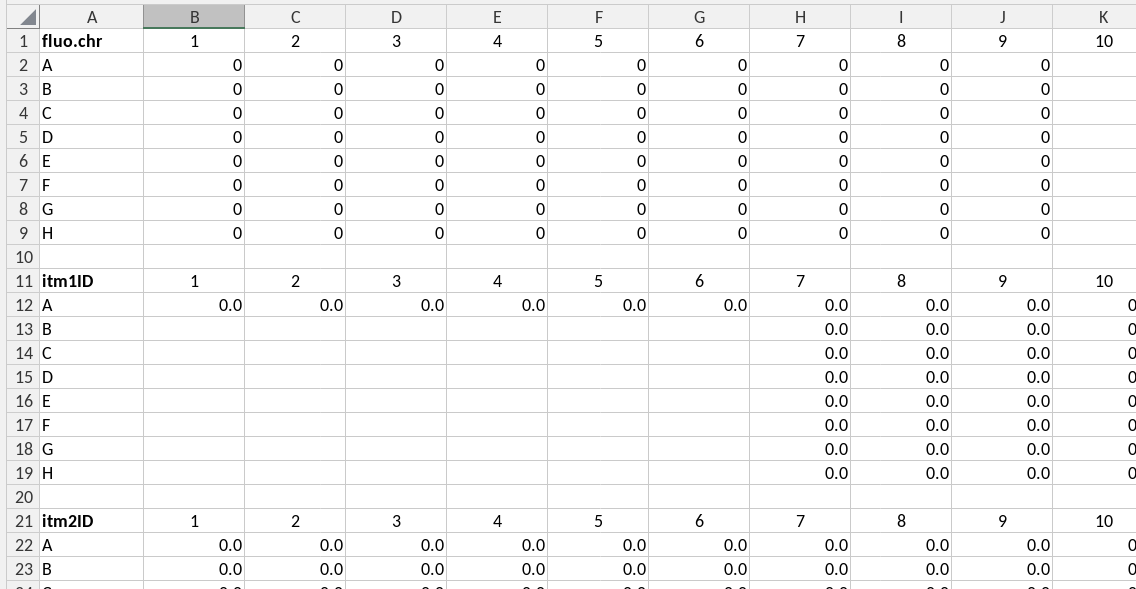 A B C D E F G H I J K
1 fluo.chr 1 2 3 4 5 6 7 8 9 10
2 A 0 0 0 0 0 0 0 0 0
3 B 0 0 0 0 0 0 0 0 0
4 C 0 0 0 0 0 0 0 0 0
5 D 0 0 0 0 0 0 0 0 0
6 E 0 0 0 0 0 0 0 0 0
7 F 0 0 0 0 0 0 0 0 0
8 G 0 0 0 0 0 0 0 0 0
9 H 0 0 0 0 0 0 0 0 0
10
11 itm1ID 1 2 3 4 5 6 7 8 9 10
12 A 0.0 0.0 0.0 0.0 0.0 0.0 0.0 0.0 0.0 0
13 B 0.0 0.0 0.0 0
14 C 0.0 0.0 0.0 0
15 D 0.0 0.0 0.0 0
16 E 0.0 0.0 0.0 0
17 F 0.0 0.0 0.0 0
18 G 0.0 0.0 0.0 0
19 H 0.0 0.0 0.0 0
20
21 itm2ID 1 2 3 4 5 6 7 8 9 10
22 A 0.0 0.0 0.0 0.0 0.0 0.0 0.0 0.0 0.0 0
23 B 0.0 0.0 0.0 0.0 0.0 0.0 0.0 0.0 0.0 0